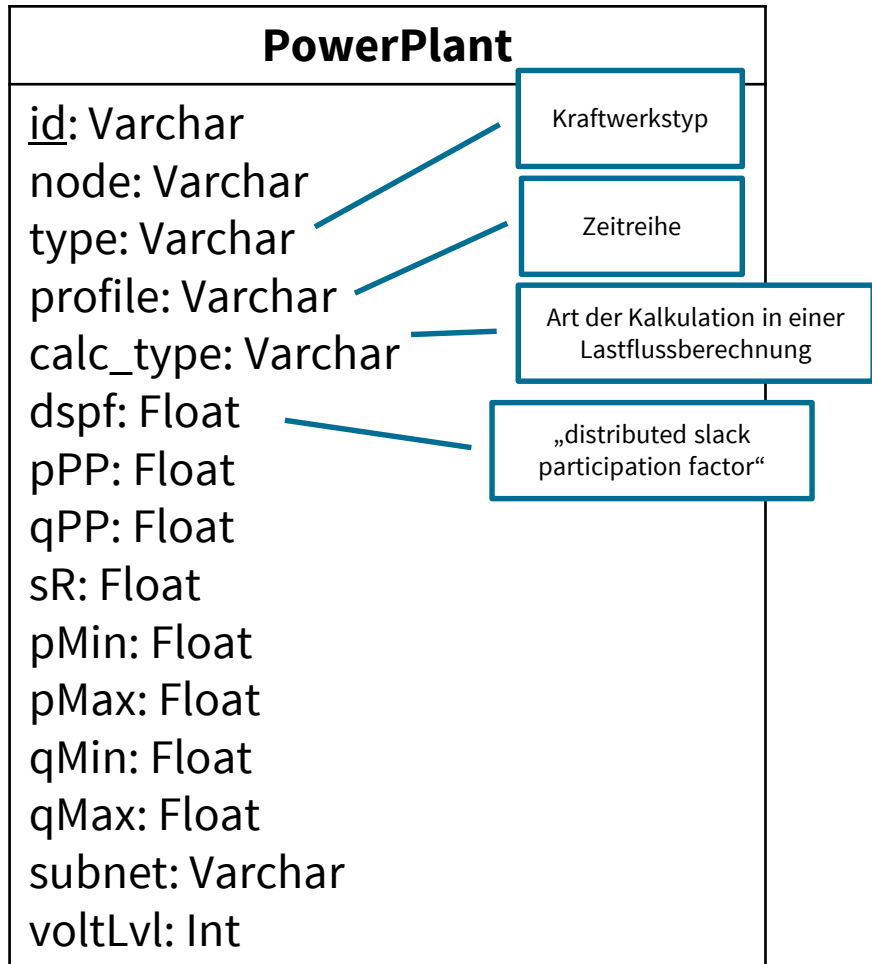 PowerPlant
id: Varchar
node: Varchar
type: Varchar
profile: Varchar
calc_type: Varchar
dspf: Float
pPP: Float
qPP: Float
sR: Float
pMin: Float
pMax: Float
qMin: Float
qMax: Float
subnet: Varchar
voltLvl: Int
Kraftwerkstyp
Zeitreihe
Art der Kalkulation in einer
Lastflussberechnung
„distributed slack
participation factor“